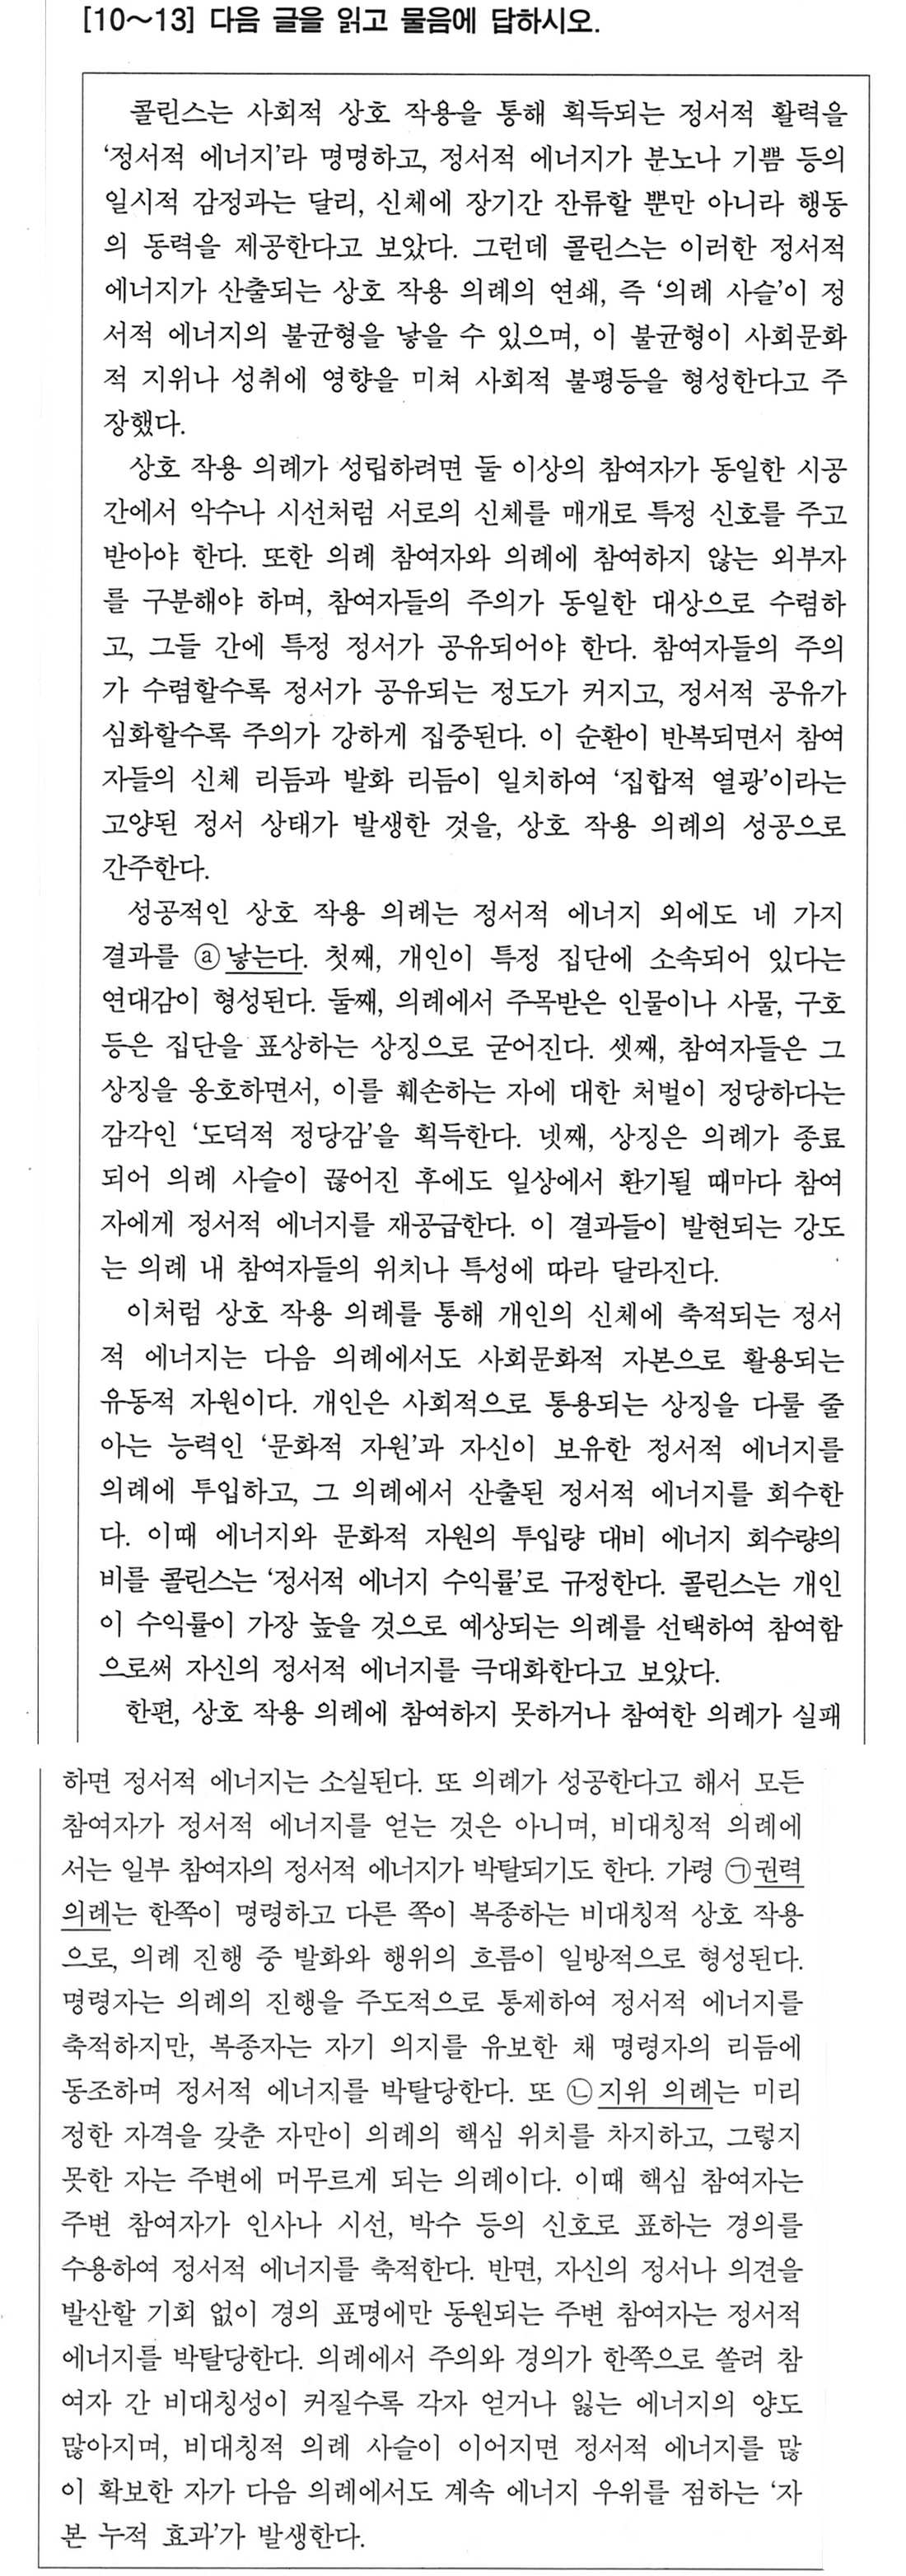 [10~13] 다음 글을 읽고 물음에 답하시오.
콜린스는 사회적 상호 작용을 통해 획득되는 정서적 활력을
‘정서적 에너지’라 명명하고, 정서적 에너지가 분노나 기쁨 등의
일시적 감정과는 달리, 신체에 장기간 잔류할 뿐만 아니라 행동
의 동력을 제공한다고 보았다. 그런데 콜린스는 이러한 정서적
에너지가 산출되는 상호 작용 의례의 연쇄, 즉 ‘의례 사슬’이 정
서적 에너지의 불균형을 낳을 수 있으며, 이 불균형이 사회문화
적 지위나 성취에 영향을 미쳐 사회적 불평등을 형성한다고 주
장했다.
상호 작용 의례가 성립하려면 둘 이상의 참여자가 동일한 시공
간에서 악수나 시선처럼 서로의 신체를 매개로 특정 신호를 주고
받아야 한다. 또한 의례 참여자와 의례에 참여하지 않는 외부자
를 구분해야 하며, 참여자들의 주의가 동일한 대상으로 수렴하
고, 그들 간에 특정 정서가 공유되어야 한다. 참여자들의 주의
가 수렴할수록 정서가 공유되는 정도가 커지고, 정서적 공유가
심화할수록 주의가 강하게 집중된다. 이 순환이 반복되면서 참여
자들의 신체 리듬과 발화 리듬이 일치하여 ‘집합적 열광’이라는
고양된 정서 상태가 발생한 것을, 상호 작용 의례의 성공으로
간주한다.
성공적인 상호 작용 의례는 정서적 에너지 외에도 네 가지
결과를 ⓐ낳는다. 첫째, 개인이 특정 집단에 소속되어 있다는
연대감이 형성된다. 둘째, 의례에서 주목받은 인물이나 사물, 구호
등은 집단을 표상하는 상징으로 굳어진다. 셋째, 참여자들은 그
상징을 옹호하면서, 이를 훼손하는 자에 대한 처벌이 정당하다는
감각인 ‘도덕적 정당감’을 획득한다. 넷째, 상징은 의례가 종료
되어 의례 사슬이 끊어진 후에도 일상에서 환기될 때마다 참여
자에게 정서적 에너지를 재공급한다. 이 결과들이 발현되는 강도
는 의례 내 참여자들의 위치나 특성에 따라 달라진다.
이처럼 상호 작용 의례를 통해 개인의 신체에 축적되는 정서
적 에너지는 다음 의례에서도 사회문화적 자본으로 활용되는
유동적 자원이다. 개인은 사회적으로 통용되는 상징을 다룰 줄
아는 능력인 ‘문화적 자원’과 자신이 보유한 정서적 에너지를
의례에 투입하고, 그 의례에서 산출된 정서적 에너지를 회수한
다. 이때 에너지와 문화적 자원의 투입량 대비 에너지 회수량의
비를 콜린스는 ‘정서적 에너지 수익률’로 규정한다. 콜린스는 개인
이 수익률이 가장 높을 것으로 예상되는 의례를 선택하여 참여함
으로써 자신의 정서적 에너지를 극대화한다고 보았다.
한편, 상호 작용 의례에 참여하지 못하거나 참여한 의례가 실패
하면 정서적 에너지는 소실된다. 또 의례가 성공한다고 해서 모든
참여자가 정서적 에너지를 얻는 것은 아니며, 비대칭적 의례에
서는 일부 참여자의 정서적 에너지가 박탈되기도 한다. 가령 ㉠권력
의례는 한쪽이 명령하고 다른 쪽이 복종하는 비대칭적 상호 작용
으로, 의례 진행 중 발화와 행위의 흐름이 일방적으로 형성된다.
명령자는 의례의 진행을 주도적으로 통제하여 정서적 에너지를
축적하지만, 복종자는 자기 의지를 유보한 채 명령자의 리듬에
동조하며 정서적 에너지를 박탈당한다. 또 ㉡지위 의례는 미리
정한 자격을 갖춘 자만이 의례의 핵심 위치를 차지하고, 그렇지
못한 자는 주변에 머무르게 되는 의례이다. 이때 핵심 참여자는
주변 참여자가 인사나 시선, 박수 등의 신호로 표하는 경의를
수용하여 정서적 에너지를 축적한다. 반면, 자신의 정서나 의견을
발산할 기회 없이 경의 표명에만 동원되는 주변 참여자는 정서적
에너지를 박탈당한다. 의례에서 주의와 경의가 한쪽으로 쏠려 참
여자 간 비대칭성이 커질수록 각자 얻거나 잃는 에너지의 양도
많아지며, 비대칭적 의례 사슬이 이어지면 정서적 에너지를 많
이 확보한 자가 다음 의례에서도 계속 에너지 우위를 점하는 ‘자
본 누적 효과’가 발생한다.